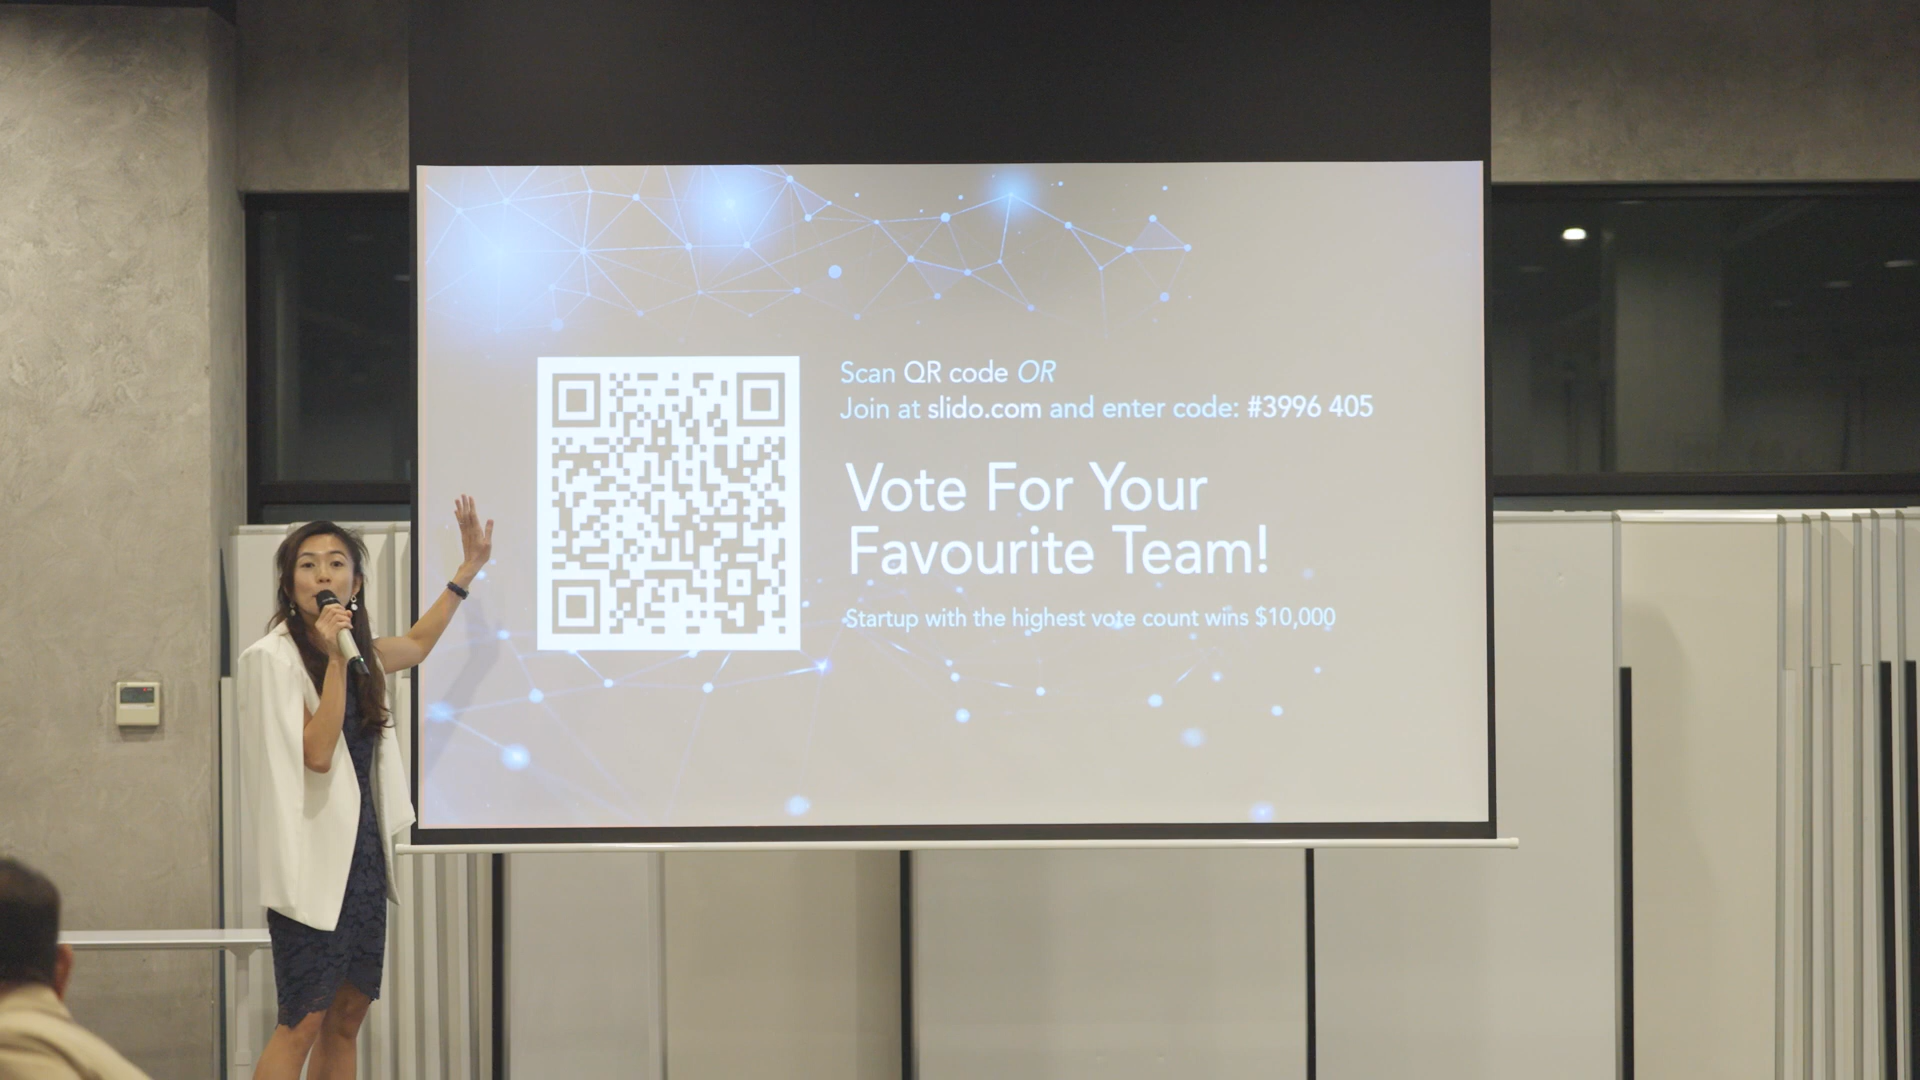 Scan QR code OR
Join at slido.com and enter code: #3996 405
Vote For Your
Favourite Team!
Startup with the highest vote count wins $10,000